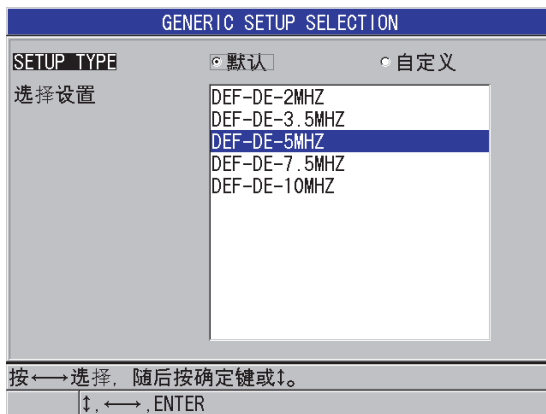 GENERIC SETUP SELECTION
SETUP TYPE 默认 自定义
选择设置
DEF-DE-2MHZ
DEF-DE-3.5MHZ
DEF-DE-5MHZ
DEF-DE-7.5MHZ
DEF-DE-10MHZ
按←→选择, 随后按确定键或↕。
↕, ←→ ,ENTER